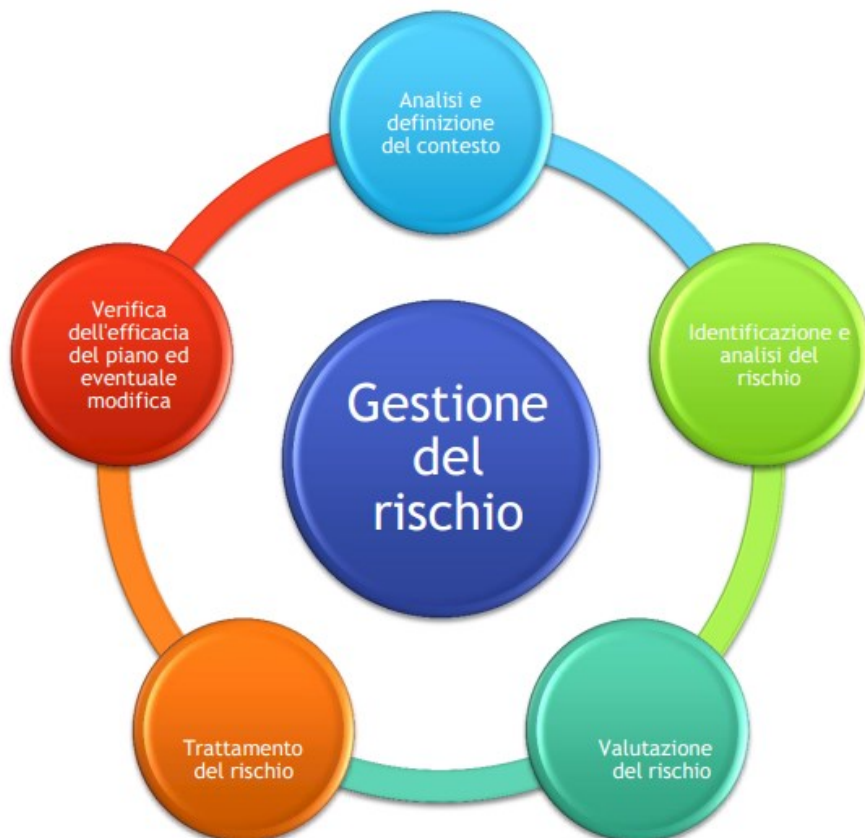 Analisi e
definizione
del contesto
Identificazione e
analisi del
rischio
Valutazione
del rischio
Trattamento
del rischio
Verifica
dell'efficacia
del piano ed
eventuale
modifica
Gestione
del
rischio